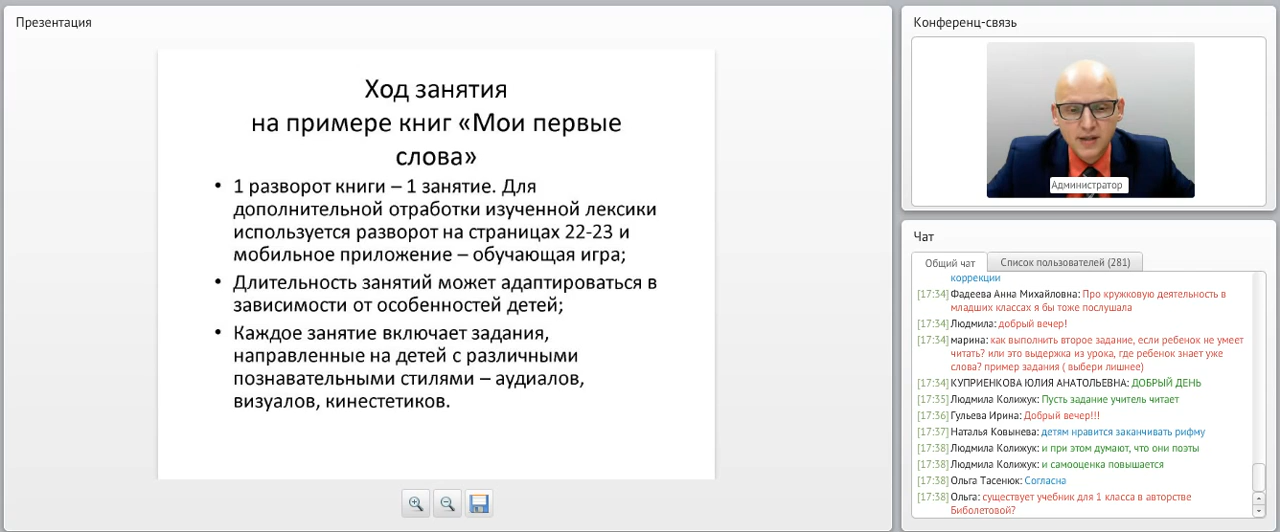 Презентация
Ход занятия
на примере книг «Мои первые
слова»
• 1 разворот книги – 1 занятие. Для
дополнительной отработки изученной лексики
используется разворот на страницах 22-23 и
мобильное приложение – обучающая игра;
• Длительность занятий может адаптироваться в
зависимости от особенностей детей;
• Каждое занятие включает задания,
направленные на детей с различными
познавательными стилями – аудиалов,
визуалов, кинестетиков.
Конференц-связь
Администратор
Чат
Общий чат
Список пользователей (281)
коррекции
[17:34] Фадеева Анна Михайловна: Про кружковую деятельность в
младших классах я бы тоже послушала
[17:34] Людмила: добрый вечер!
[17:34] марина: как выполнить второе задание, если ребенок не умеет
читать? или это выдержка из урока, где ребенок знает уже
слова? пример задания ( выбери лишнее)
[17:34] КУПРИЕНКОВА ЮЛИЯ АНАТОЛЬЕВНА: ДОБРЫЙ ДЕНЬ
[17:35] Людмила Колижук: Пусть задание учитель читает
[17:36] Гульева Ирина: Добрый вечер!!!
[17:37] Наталья Ковынева: детям нравится заканчивать рифму
[17:38] Людмила Колижук: и при этом думают, что они поэты
[17:38] Людмила Колижук: и самооценка повышается
[17:38] Ольга Тасенюк: Согласна
[17:38] Ольга: существует учебник для 1 класса в авторстве
Биболетовой?